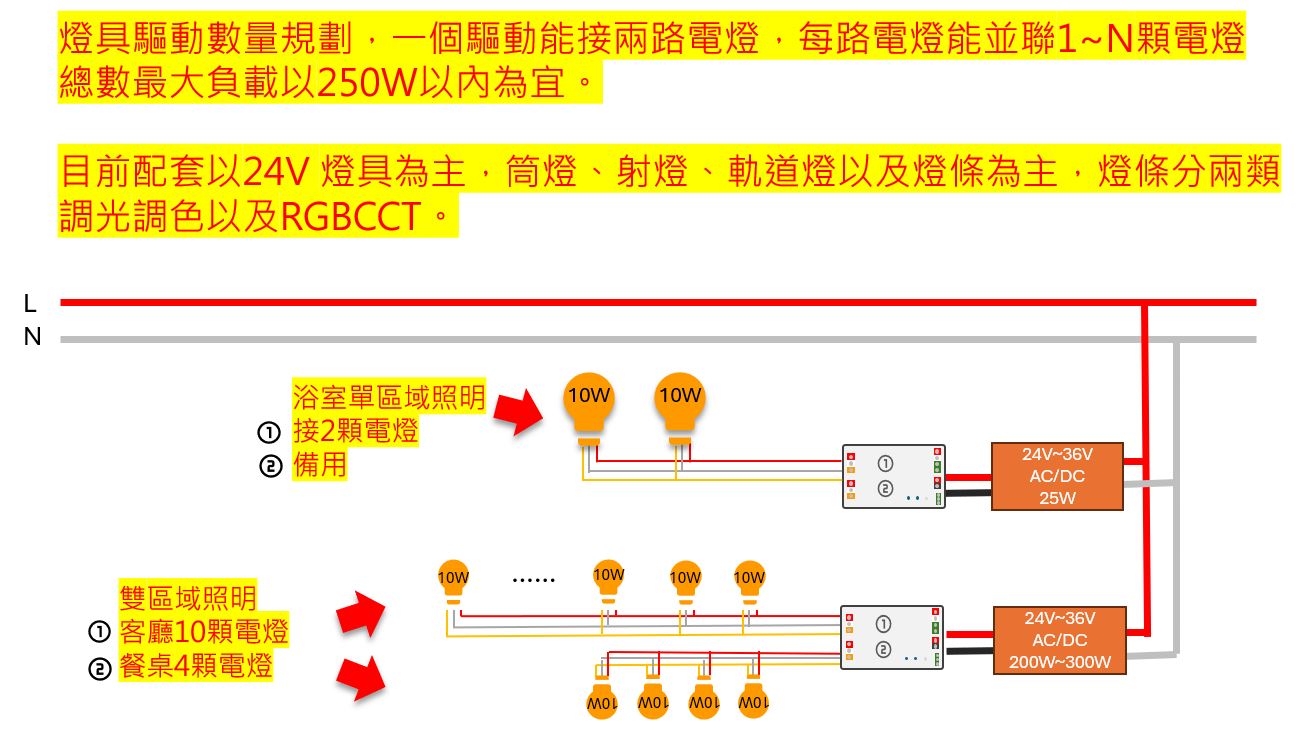 燈具驅動數量規劃，一個驅動能接兩路電燈，每路電燈能並聯1~N顆電燈
總數最大負載以250W以內為宜。
目前配套以24V 燈具為主，筒燈、射燈、軌道燈以及燈條為主，燈條分兩類
調光調色以及RGBCCT。
L
N
浴室單區域照明
① 接2顆電燈
② 備用
10W
10W
①
②
24V~36V
AC/DC
25W
雙區域照明
① 客廳10顆電燈
② 餐桌4顆電燈
10W
......
10W
10W
10W
①
②
24V~36V
AC/DC
200W~300W
10W
10W
10W
10W